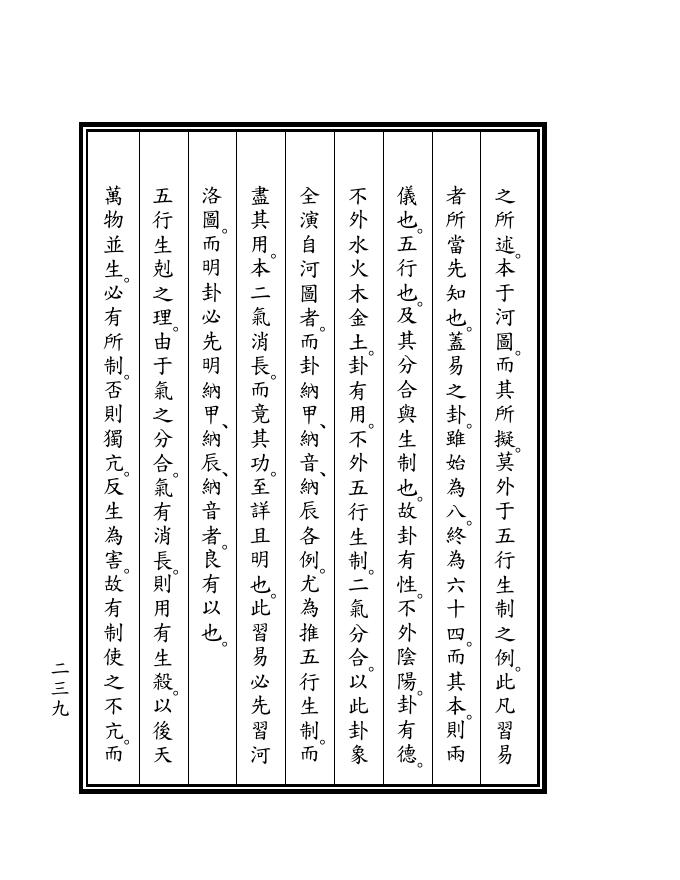 之所述。本于河圖。而其所擬。莫外于五行生制之例。此凡習易
者所當先知也。蓋易之卦。雖始為八。終為六十四。而其本。則兩
儀也。五行也。及其分合與生制也。故卦有性。不外陰陽。卦有德。
不外水火木金土。卦有用。不外五行生制。二氣分合。以此卦象
全演自河圖者。而卦納甲、納音、納辰各例。尤為推五行生制。而
盡其用。本二氣消長。而竟其功。至詳且明也。此習易必先習河
洛圖。而明卦必先明納甲、納辰、納音者。良有以也。
五行生剋之理。由于氣之分合。氣有消長。則用有生殺。以後天
萬物並生。必有所制。否則獨亢。反生為害。故有制使之不亢。而
二三九